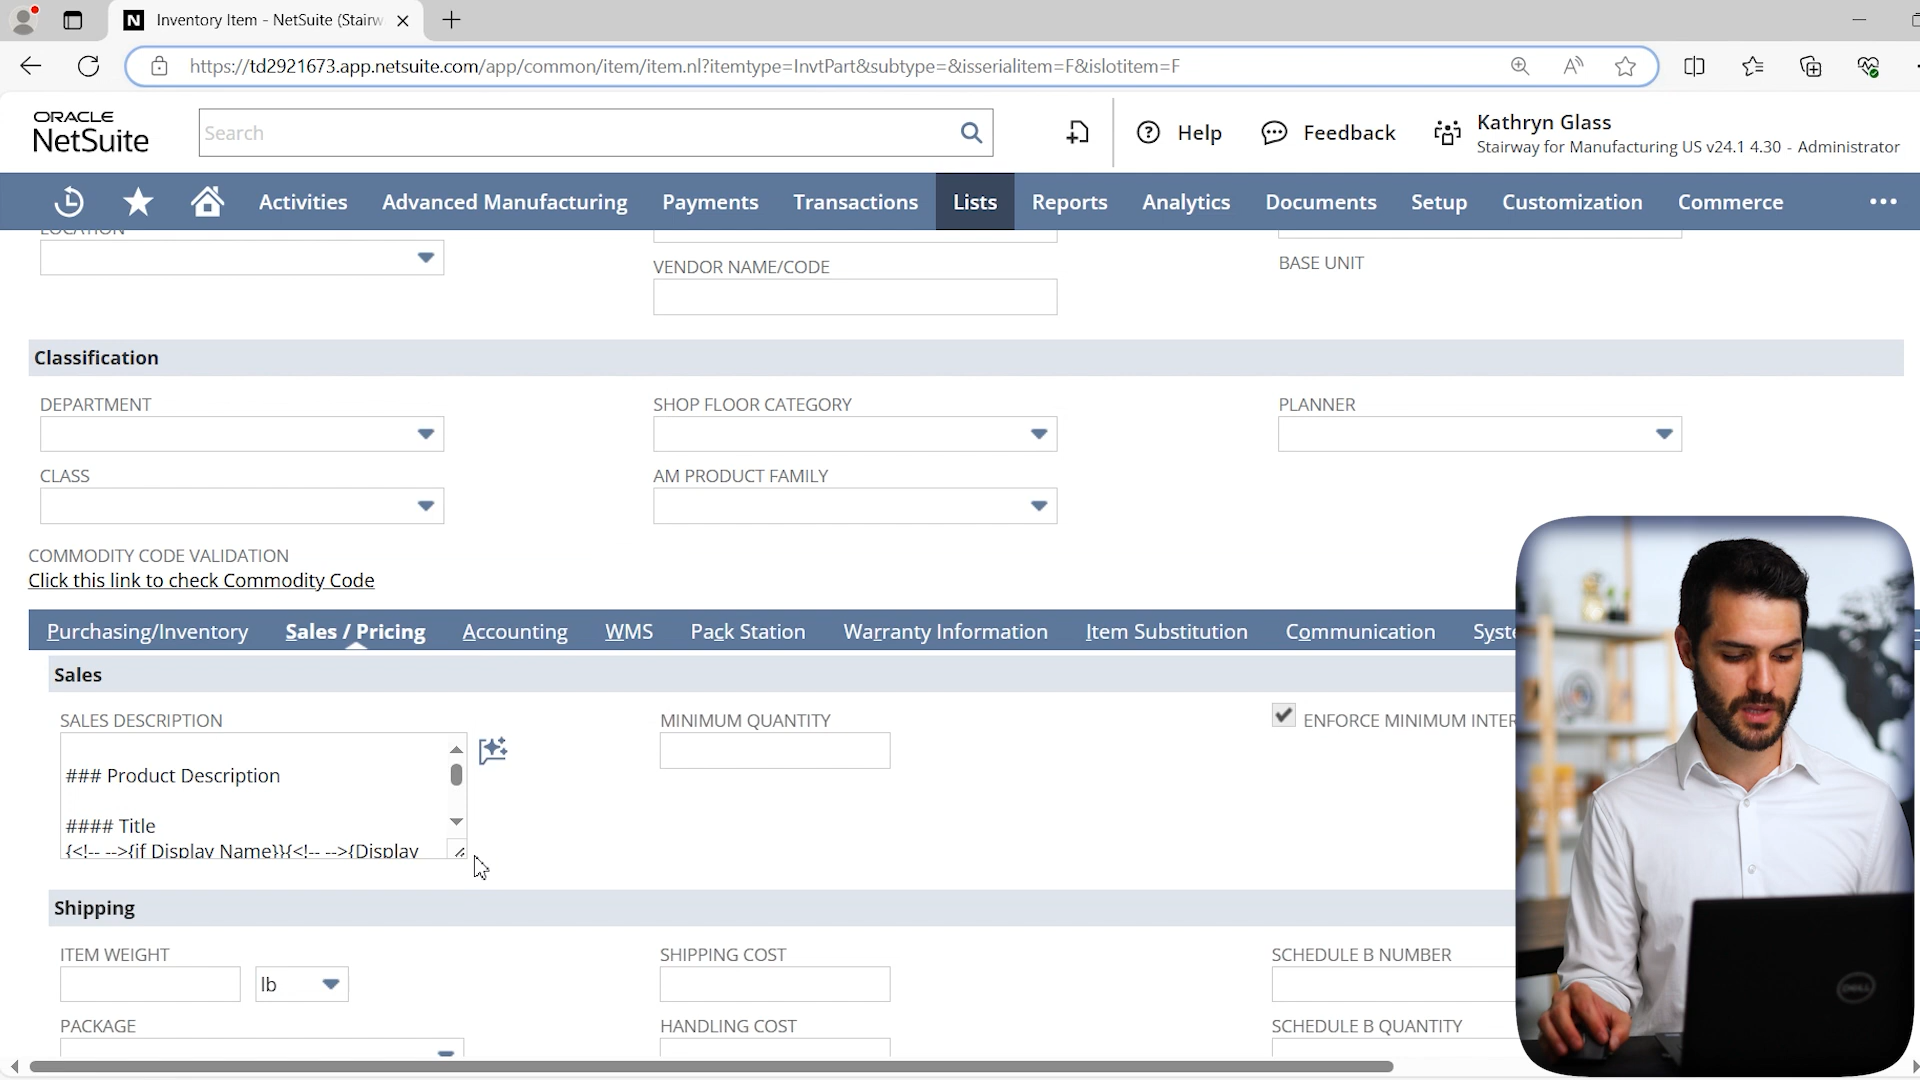 Inventory Item - NetSuite (Stairw
https://td2921673.app.netsuite.com/app/common/item/item.nl?itemtype=InvtPart&subtype=&isserialitem=F&islotitem=F
ORACLE
NetSuite
Search
Help
Feedback
Kathryn Glass
Stairway for Manufacturing US v24.1 4.30 - Administrator
Activities
Advanced Manufacturing
Payments
Transactions
Lists
Reports
Analytics
Documents
Setup
Customization
Commerce
LOCATION
VENDOR NAME/CODE
BASE UNIT
Classification
DEPARTMENT
SHOP FLOOR CATEGORY
PLANNER
CLASS
AM PRODUCT FAMILY
COMMODITY CODE VALIDATION
Click this link to check Commodity Code
Purchasing/Inventory
Sales / Pricing
Accounting
WMS
Pack Station
Warranty Information
Item Substitution
Communication
Syste
Sales
SALES DESCRIPTION
MINIMUM QUANTITY
ENFORCE MINIMUM INTER
### Product Description
#### Title
{<!-- -->{if Display Name}}{<!-- -->{Display
Shipping
ITEM WEIGHT
SHIPPING COST
SCHEDULE B NUMBER
lb
PACKAGE
HANDLING COST
SCHEDULE B QUANTITY
DELL